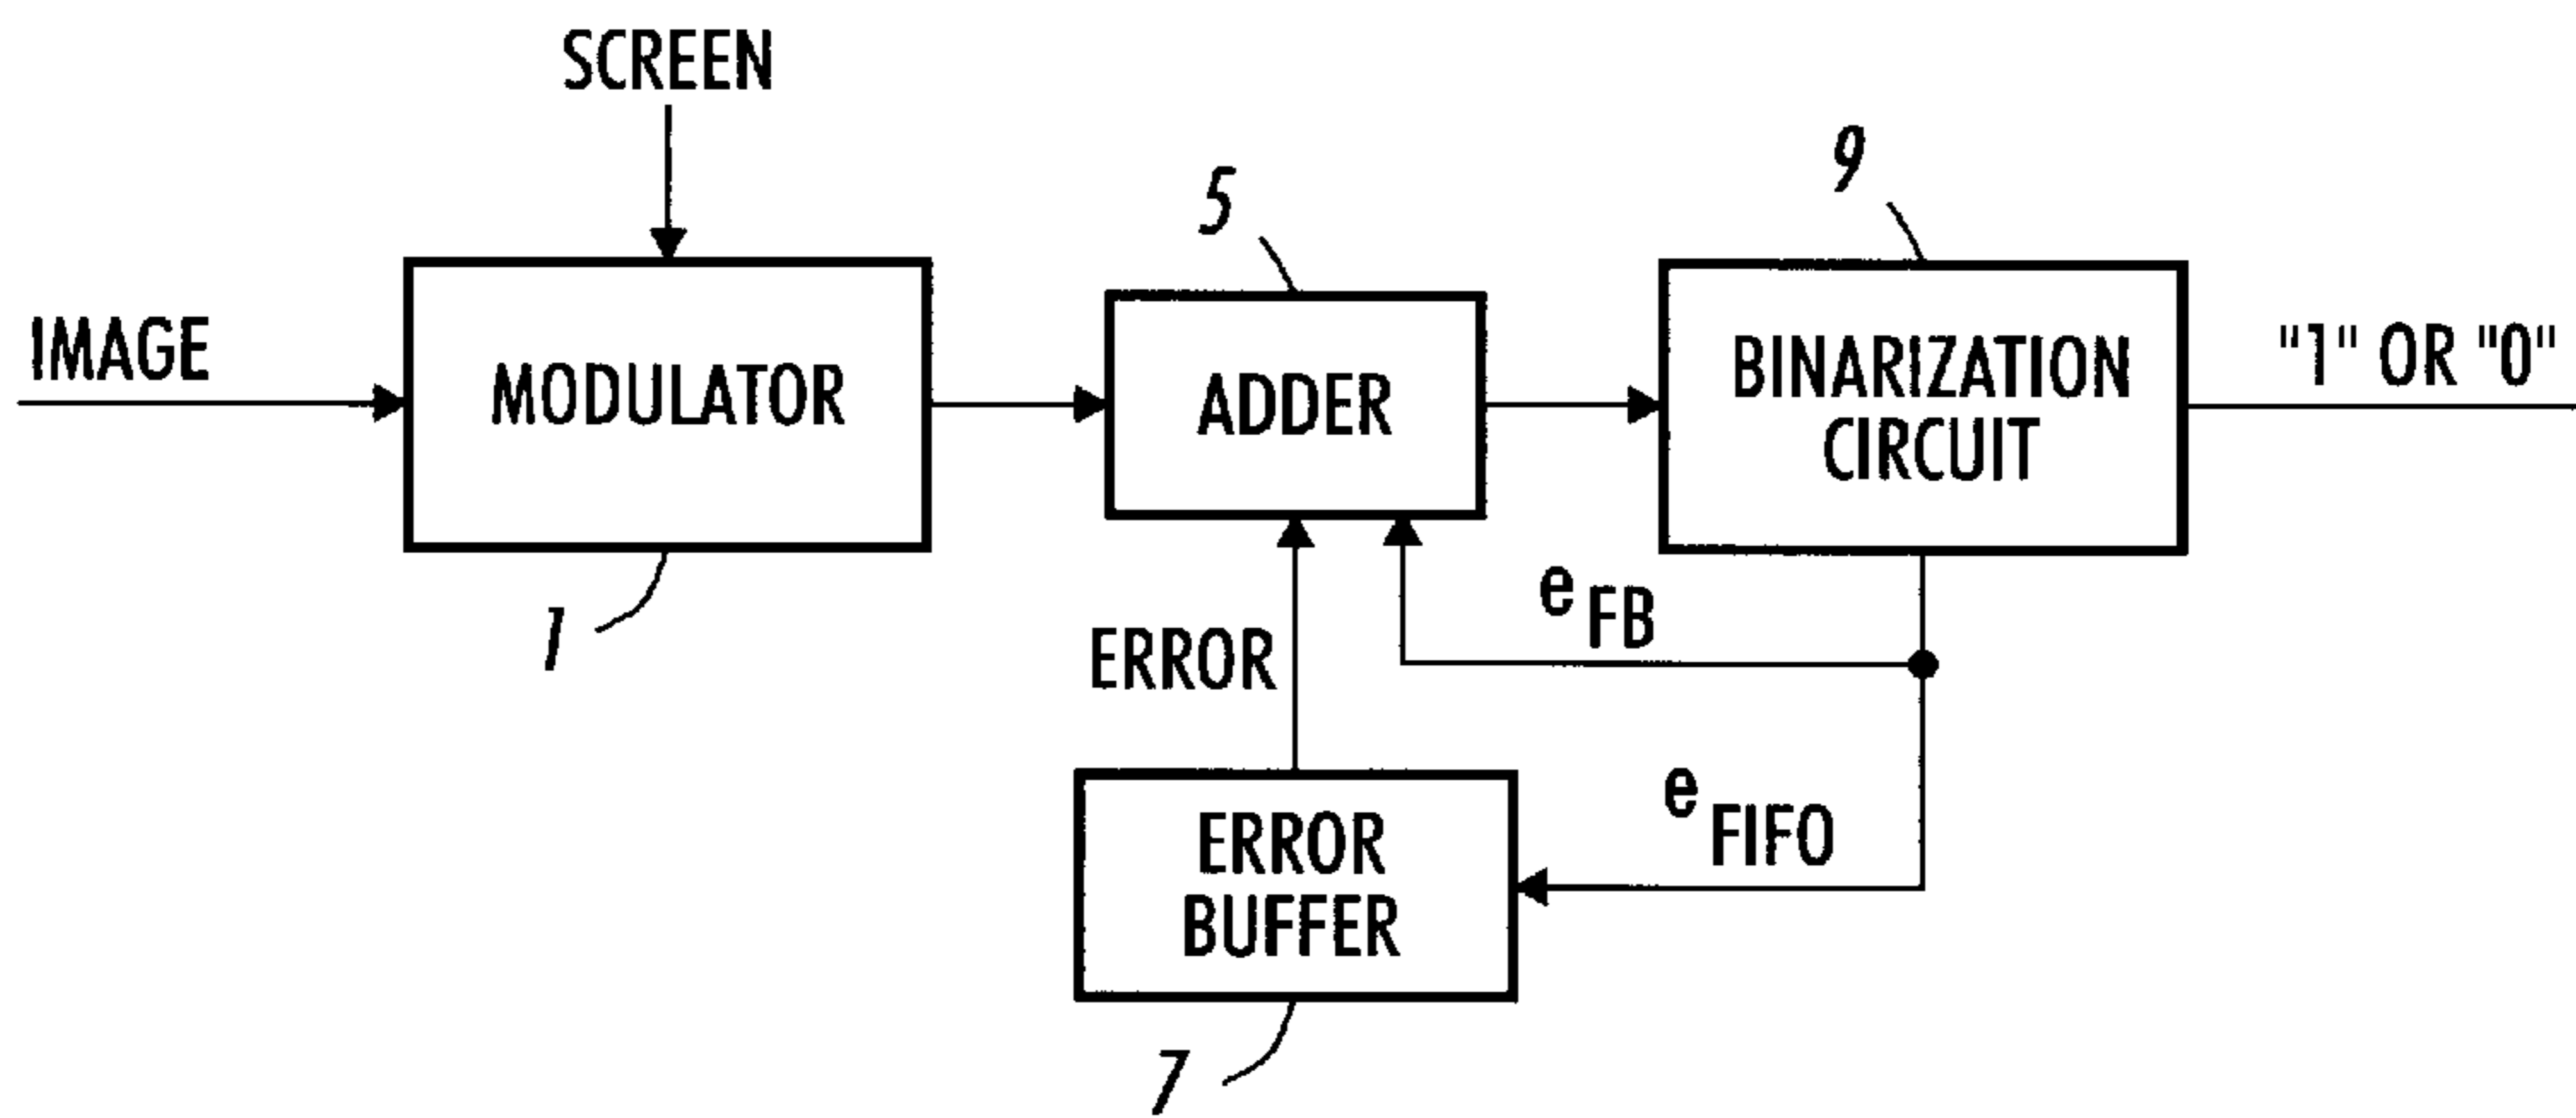 SCREEN
IMAGE
MODULATOR
1
5
ADDER
9
BINARIZATION
CIRCUIT
"1" OR "0"
ERROR
e FB
e FIFO
ERROR
BUFFER
7